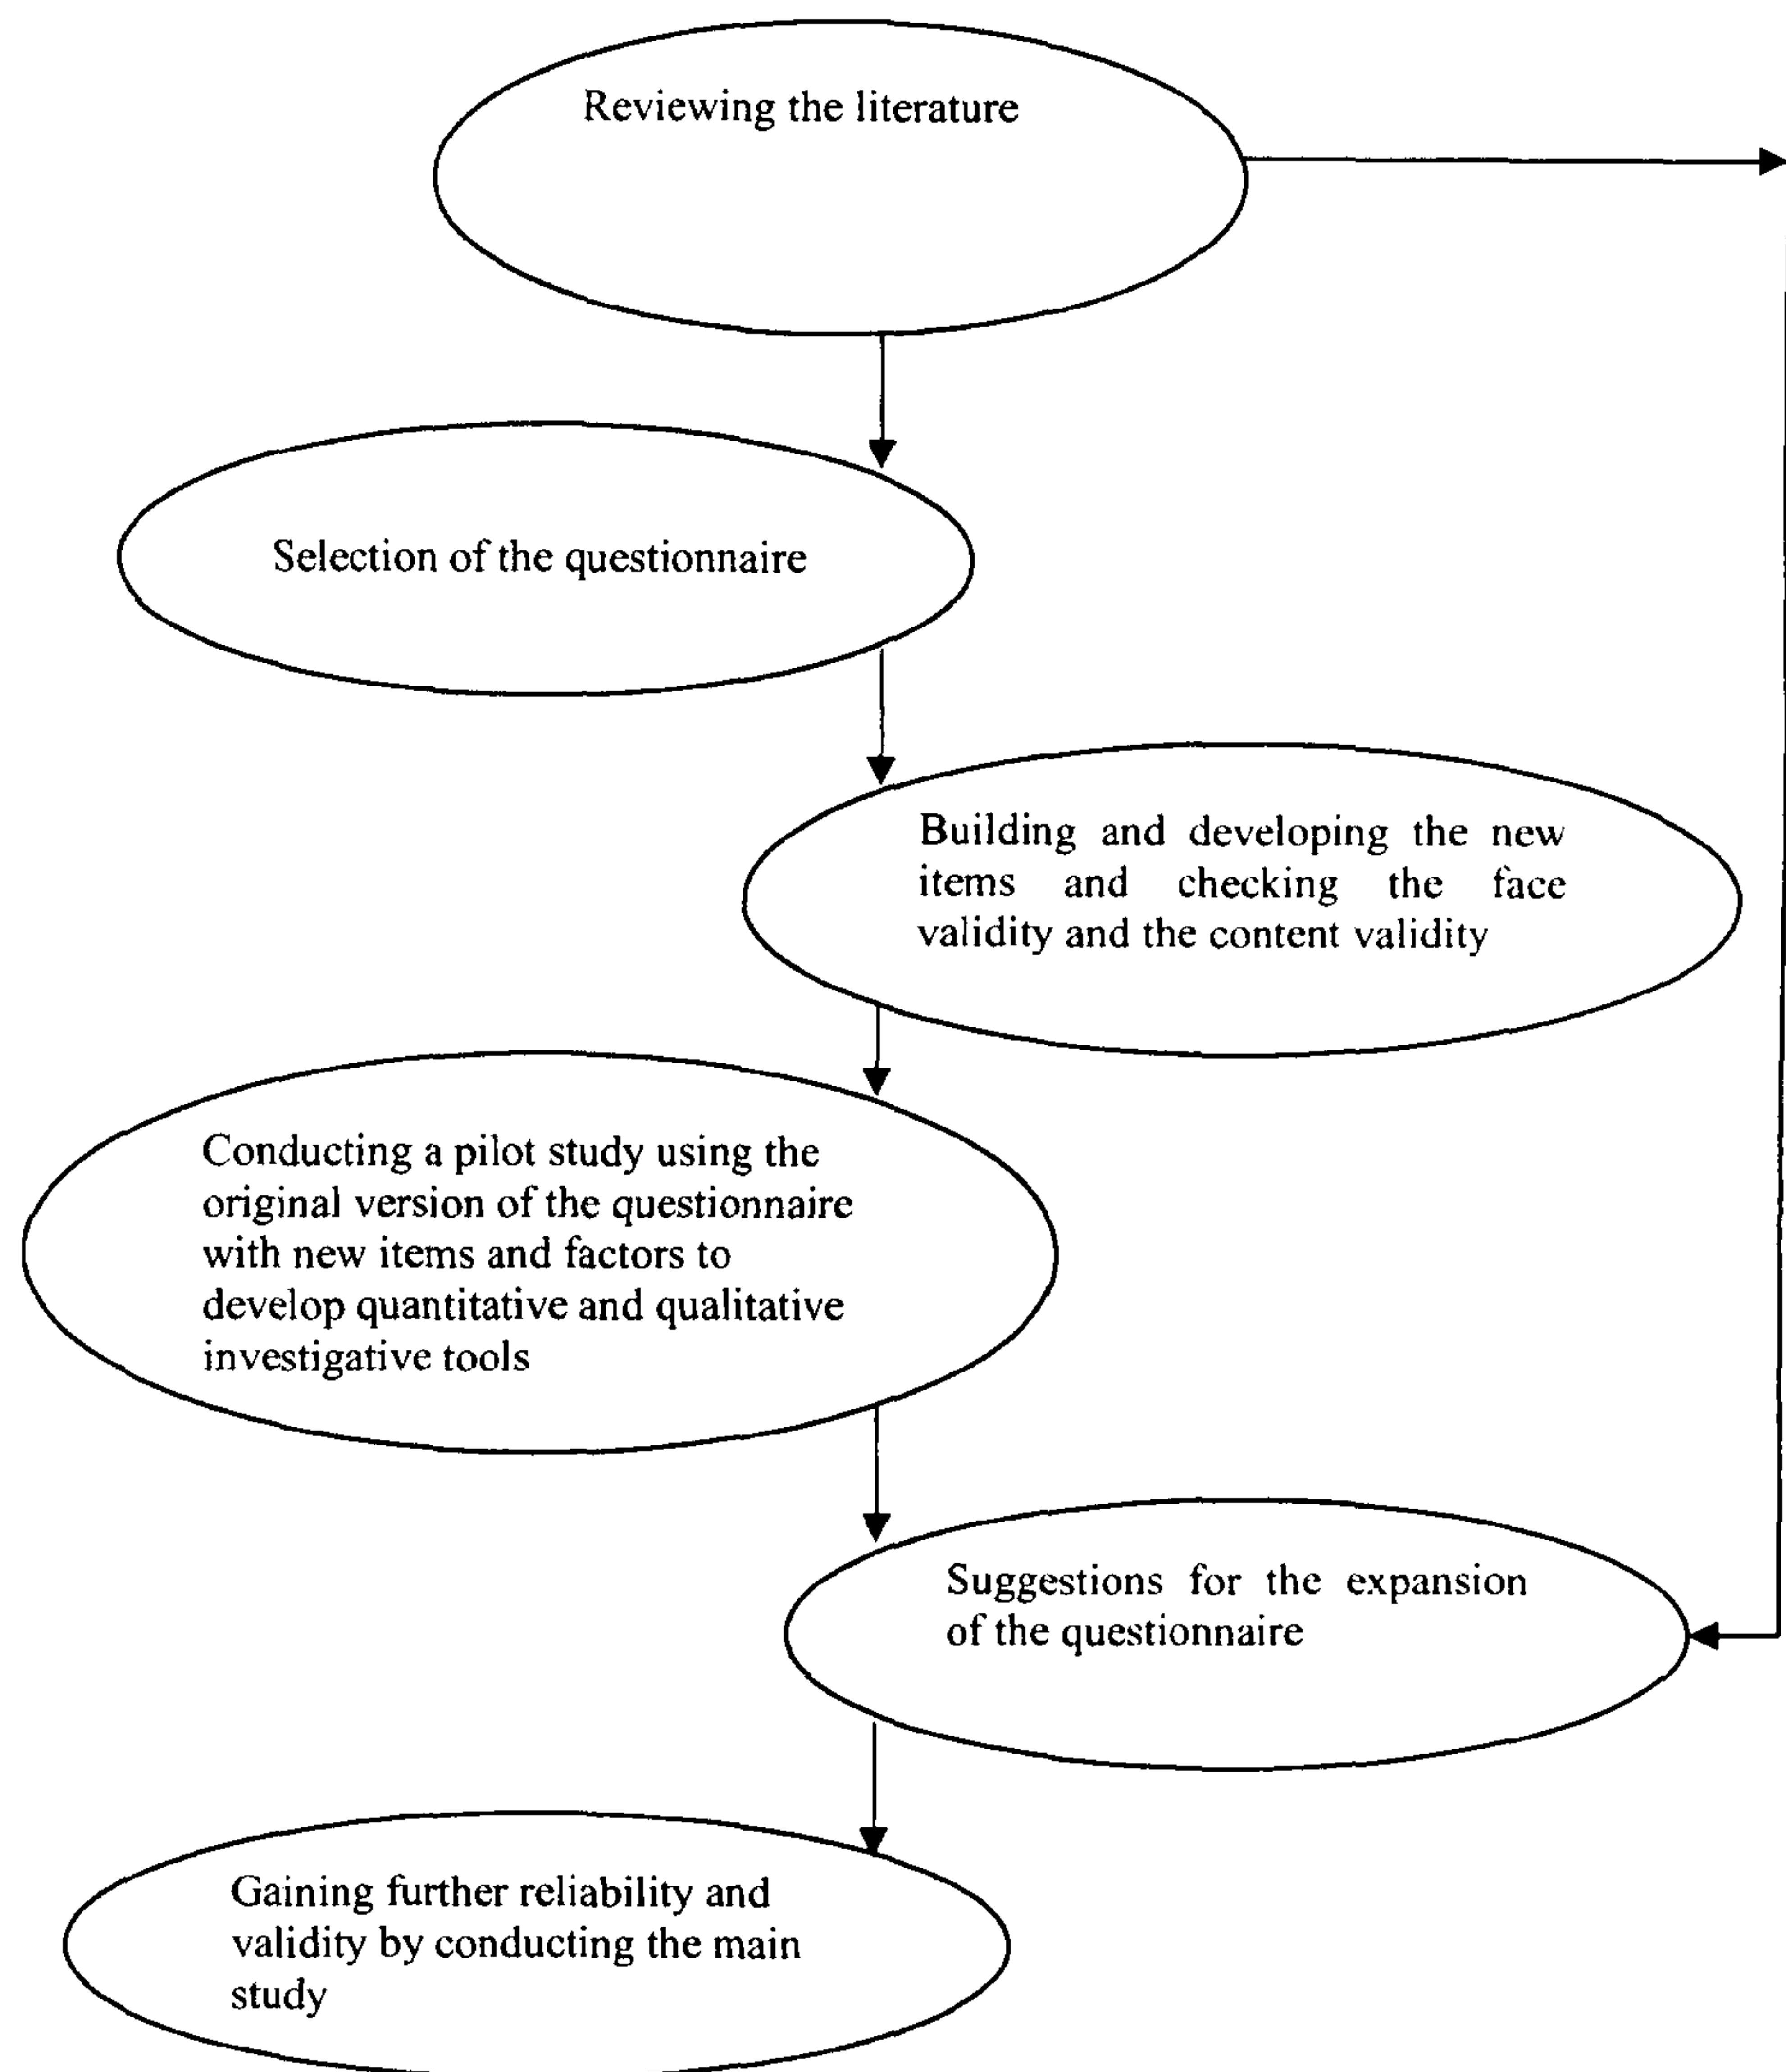 Reviewing the literature
Selection of the questionnaire
Building and developing the new
items and checking the face
validity and the content validity
Conducting a pilot study using the
original version of the questionnaire
with new items and factors to
develop quantitative and qualitative
investigative tools
Suggestions for the expansion
of the questionnaire
Gaining further reliability and
validity by conducting the main
study